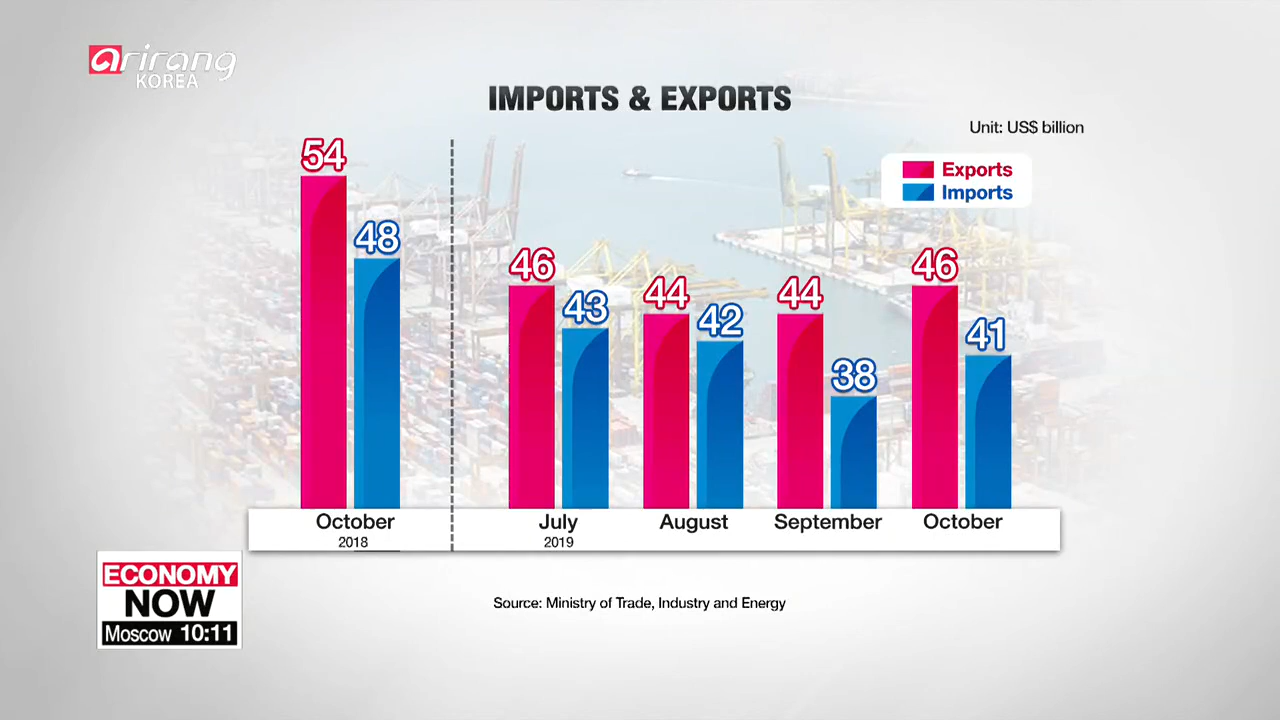 arirang
KOREA
IMPORTS & EXPORTS
Unit: US$ billion
Exports
Imports
54
48
46
43
44
42
44
38
46
41
October
2018
July
2019
August
September
October
ECONOMY
NOW
Moscow 10:11
Source: Ministry of Trade, Industry and Energy